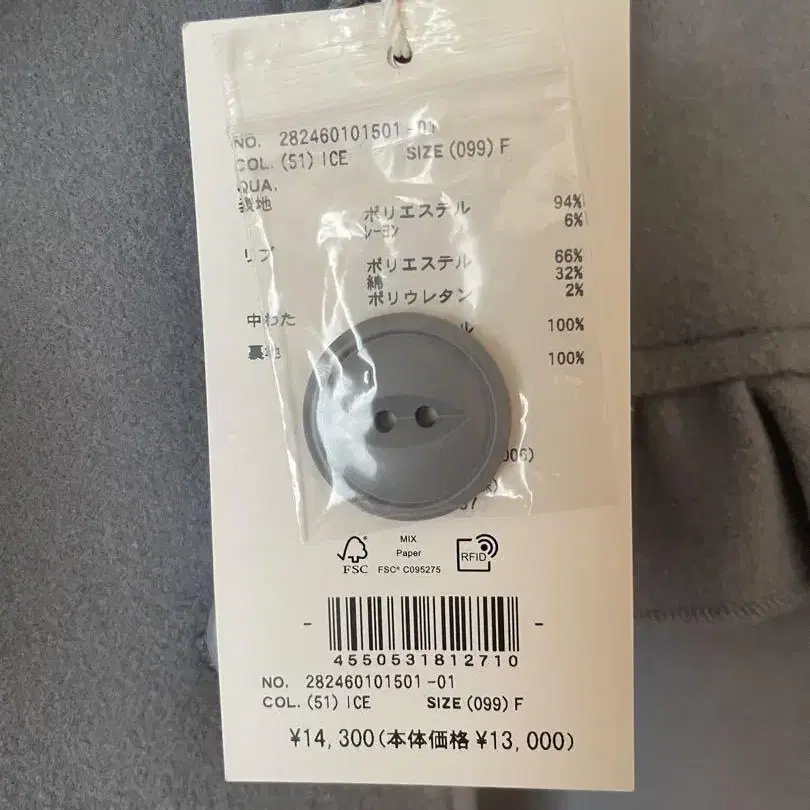 NO. 282460101501-01
COL. (51) ICE SIZE (099) F
QUA.
表地 ポリエステル 94%
レーヨン 6%
リブ ポリエステル 66%
綿 32%
ポリウレタン 2%
中わた 100%
裏地 100%
006)
MIX
Paper
FSC FSC® C095275
RFID
4550531812710
NO. 282460101501-01
COL. (51) ICE SIZE (099) F
¥14,300(本体価格 ¥13,000)